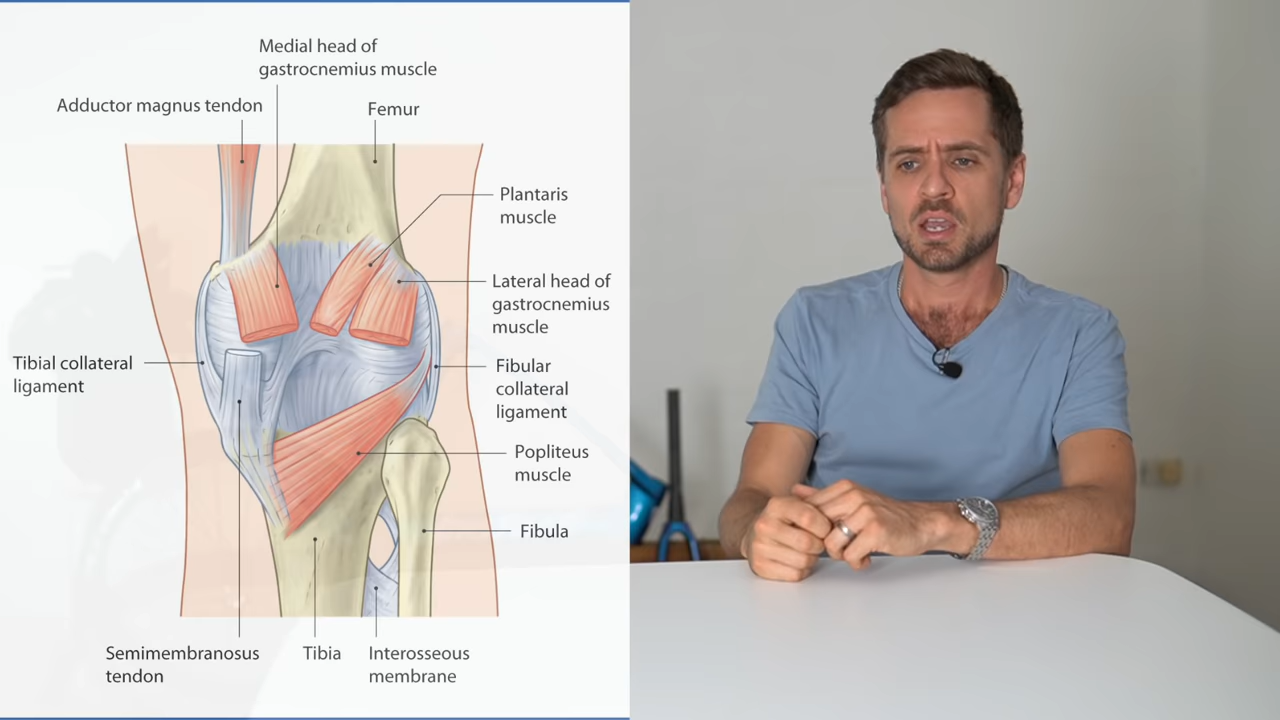 Medial head of
gastrocnemius muscle
Adductor magnus tendon
Femur
Plantaris
muscle
Lateral head of
gastrocnemius
muscle
Tibial collateral
ligament
Fibular
collateral
ligament
Popliteus
muscle
Fibula
Semimembranosus
tendon
Tibia
Interosseous
membrane